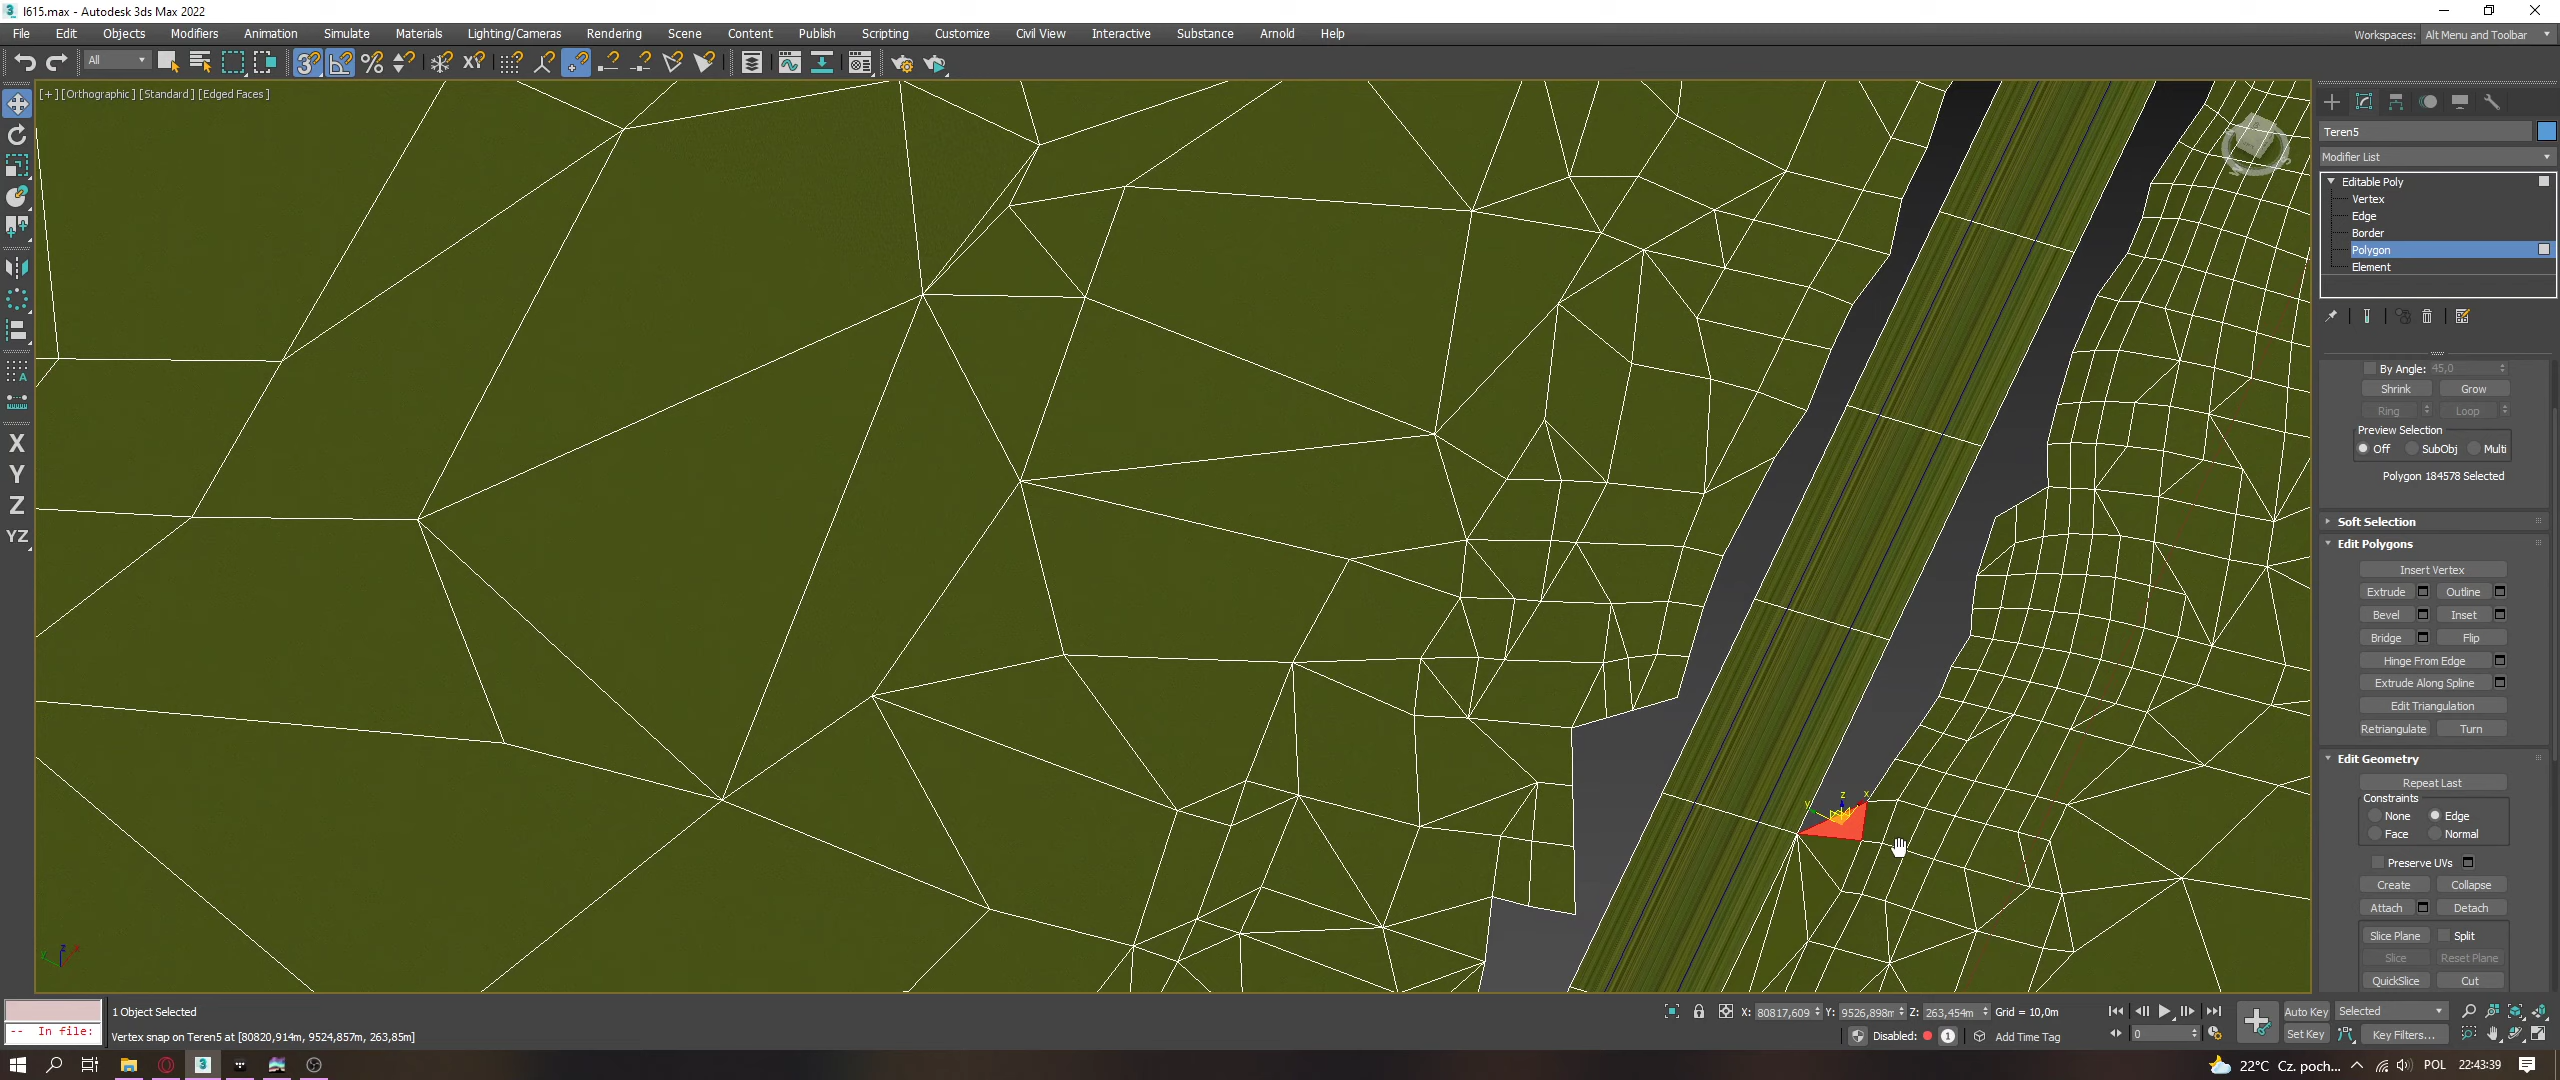 I615.max - Autodesk 3ds Max 2022
File Edit Objects Modifiers Animation Simulate Materials Lighting/Cameras Rendering Scene Content Publish Scripting Customize Civil View Interactive Substance Arnold Help
Workspaces: Alt Menu and Toolbar
All
[+] [Orthographic ] [Standard ] [Edged Faces ]
X
Y
Z
YZ
Teren5
Modifier List
Editable Poly
Vertex
Edge
Border
Polygon
Element
By Angle: 45,0
Shrink Grow
Ring Loop
Preview Selection
Off SubObj Multi
Polygon 184578 Selected
Soft Selection
Edit Polygons
Insert Vertex
Extrude Outline
Bevel Inset
Bridge Flip
Hinge From Edge
Extrude Along Spline
Edit Triangulation
Retriangulate Turn
Edit Geometry
Repeat Last
Constraints
None Edge
Face Normal
Preserve UVs
Create Collapse
Attach Detach
Slice Plane Split
Slice Reset Plane
QuickSlice Cut
z x
y
z
y x
-- In file:
1 Object Selected
Vertex snap on Teren5 at [80820,914m, 9524,857m, 263,85m]
X: 80817,609 Y: 9526,898m Z: 263,454m Grid = 10,0m
Disabled: 1 Add Time Tag
0
Auto Key Selected
Set Key Key Filters...
22°C Cz. poch... POL 22:43:39